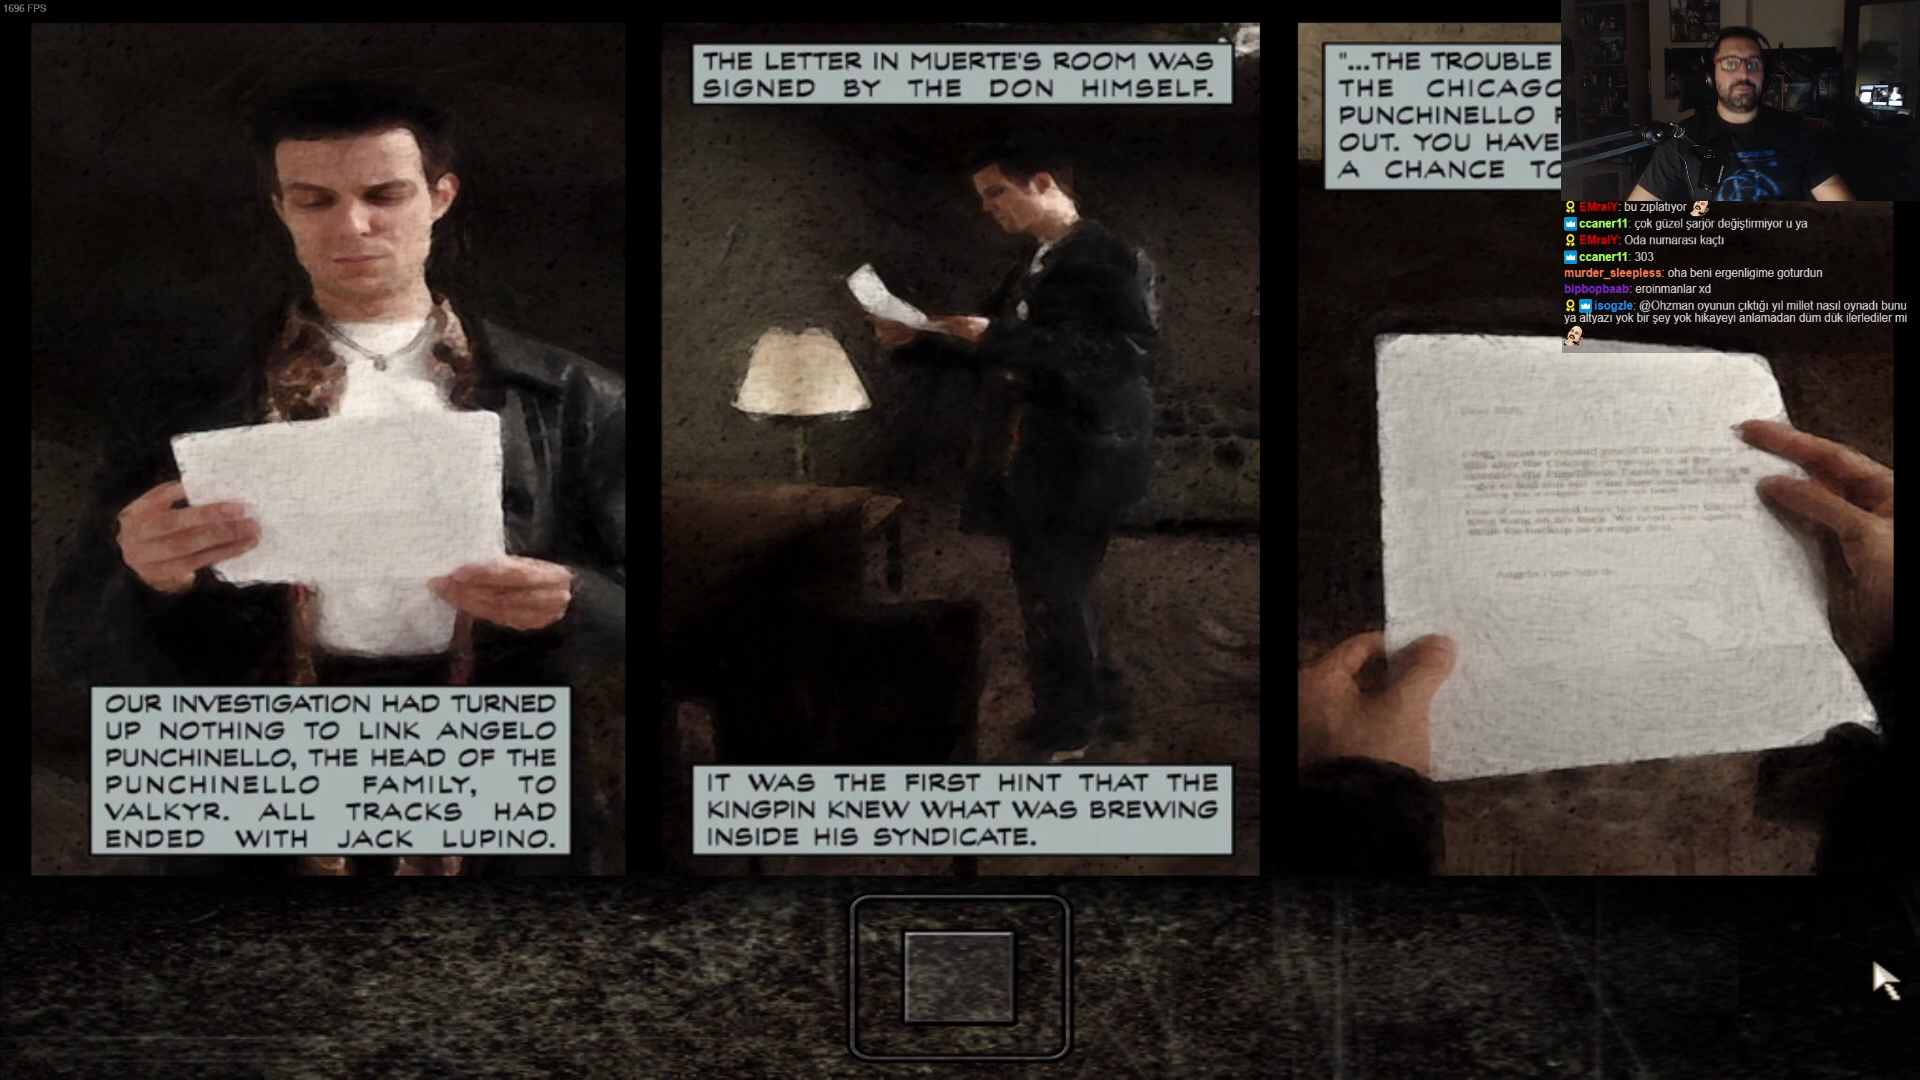 1696 FPS
OUR INVESTIGATION HAD TURNED
UP NOTHING TO LINK ANGELO
PUNCHINELLO, THE HEAD OF THE
PUNCHINELLO FAMILY, TO
VALKYR. ALL TRACKS HAD
ENDED WITH JACK LUPINO.
THE LETTER IN MUERTE'S ROOM WAS
SIGNED BY THE DON HIMSELF.
IT WAS THE FIRST HINT THAT THE
KINGPIN KNEW WHAT WAS BREWING
INSIDE HIS SYNDICATE.
"...THE TROUBLE
THE CHICAGO
PUNCHINELLO
OUT. YOU HAVE
A CHANCE TO
EMralY: bu zıplatıyor
ccaner11: çok güzel şarjör değiştirmiyor u ya
EMralY: Oda numarası kaçtı
ccaner11: 303
murder_sleepless: oha beni ergenligime goturdun
bipbopbaab: eroinmanlar xd
isogzle: @Ohzman oyunun çıktığı yıl millet nasıl oynadı bunu
ya altyazı yok bir şey yok hikayeyi anlamadan düm dük ilerlediler mi